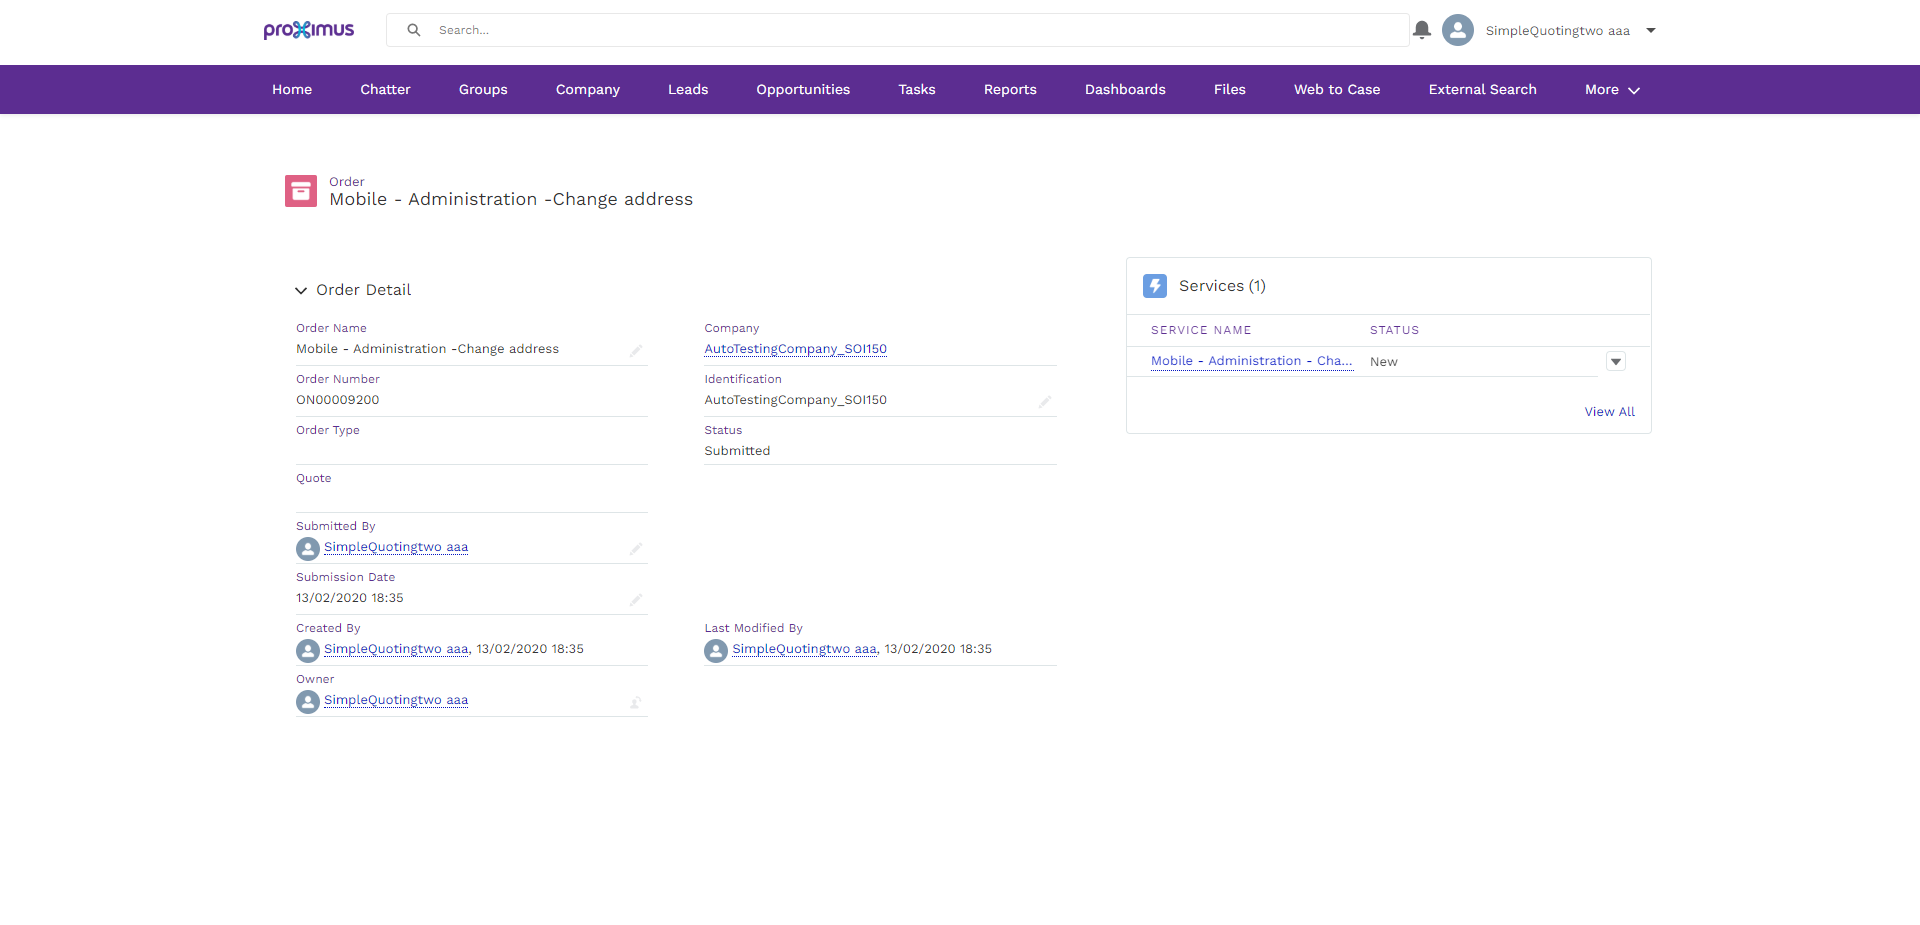 proximus
Search...
SimpleQuotingtwo aaa
Home Chatter Groups Company Leads Opportunities Tasks Reports Dashboards Files Web to Case External Search More
Order
Mobile - Administration -Change address
Order Detail
Order Name
Mobile - Administration -Change address
Company
AutoTestingCompany_SOI150
Order Number
ON00009200
Identification
AutoTestingCompany_SOI150
Order Type
Status
Submitted
Quote
Submitted By
SimpleQuotingtwo aaa
Submission Date
13/02/2020 18:35
Created By
SimpleQuotingtwo aaa, 13/02/2020 18:35
Last Modified By
SimpleQuotingtwo aaa, 13/02/2020 18:35
Owner
SimpleQuotingtwo aaa
Services (1)
SERVICE NAME STATUS
Mobile - Administration - Cha... New
View All